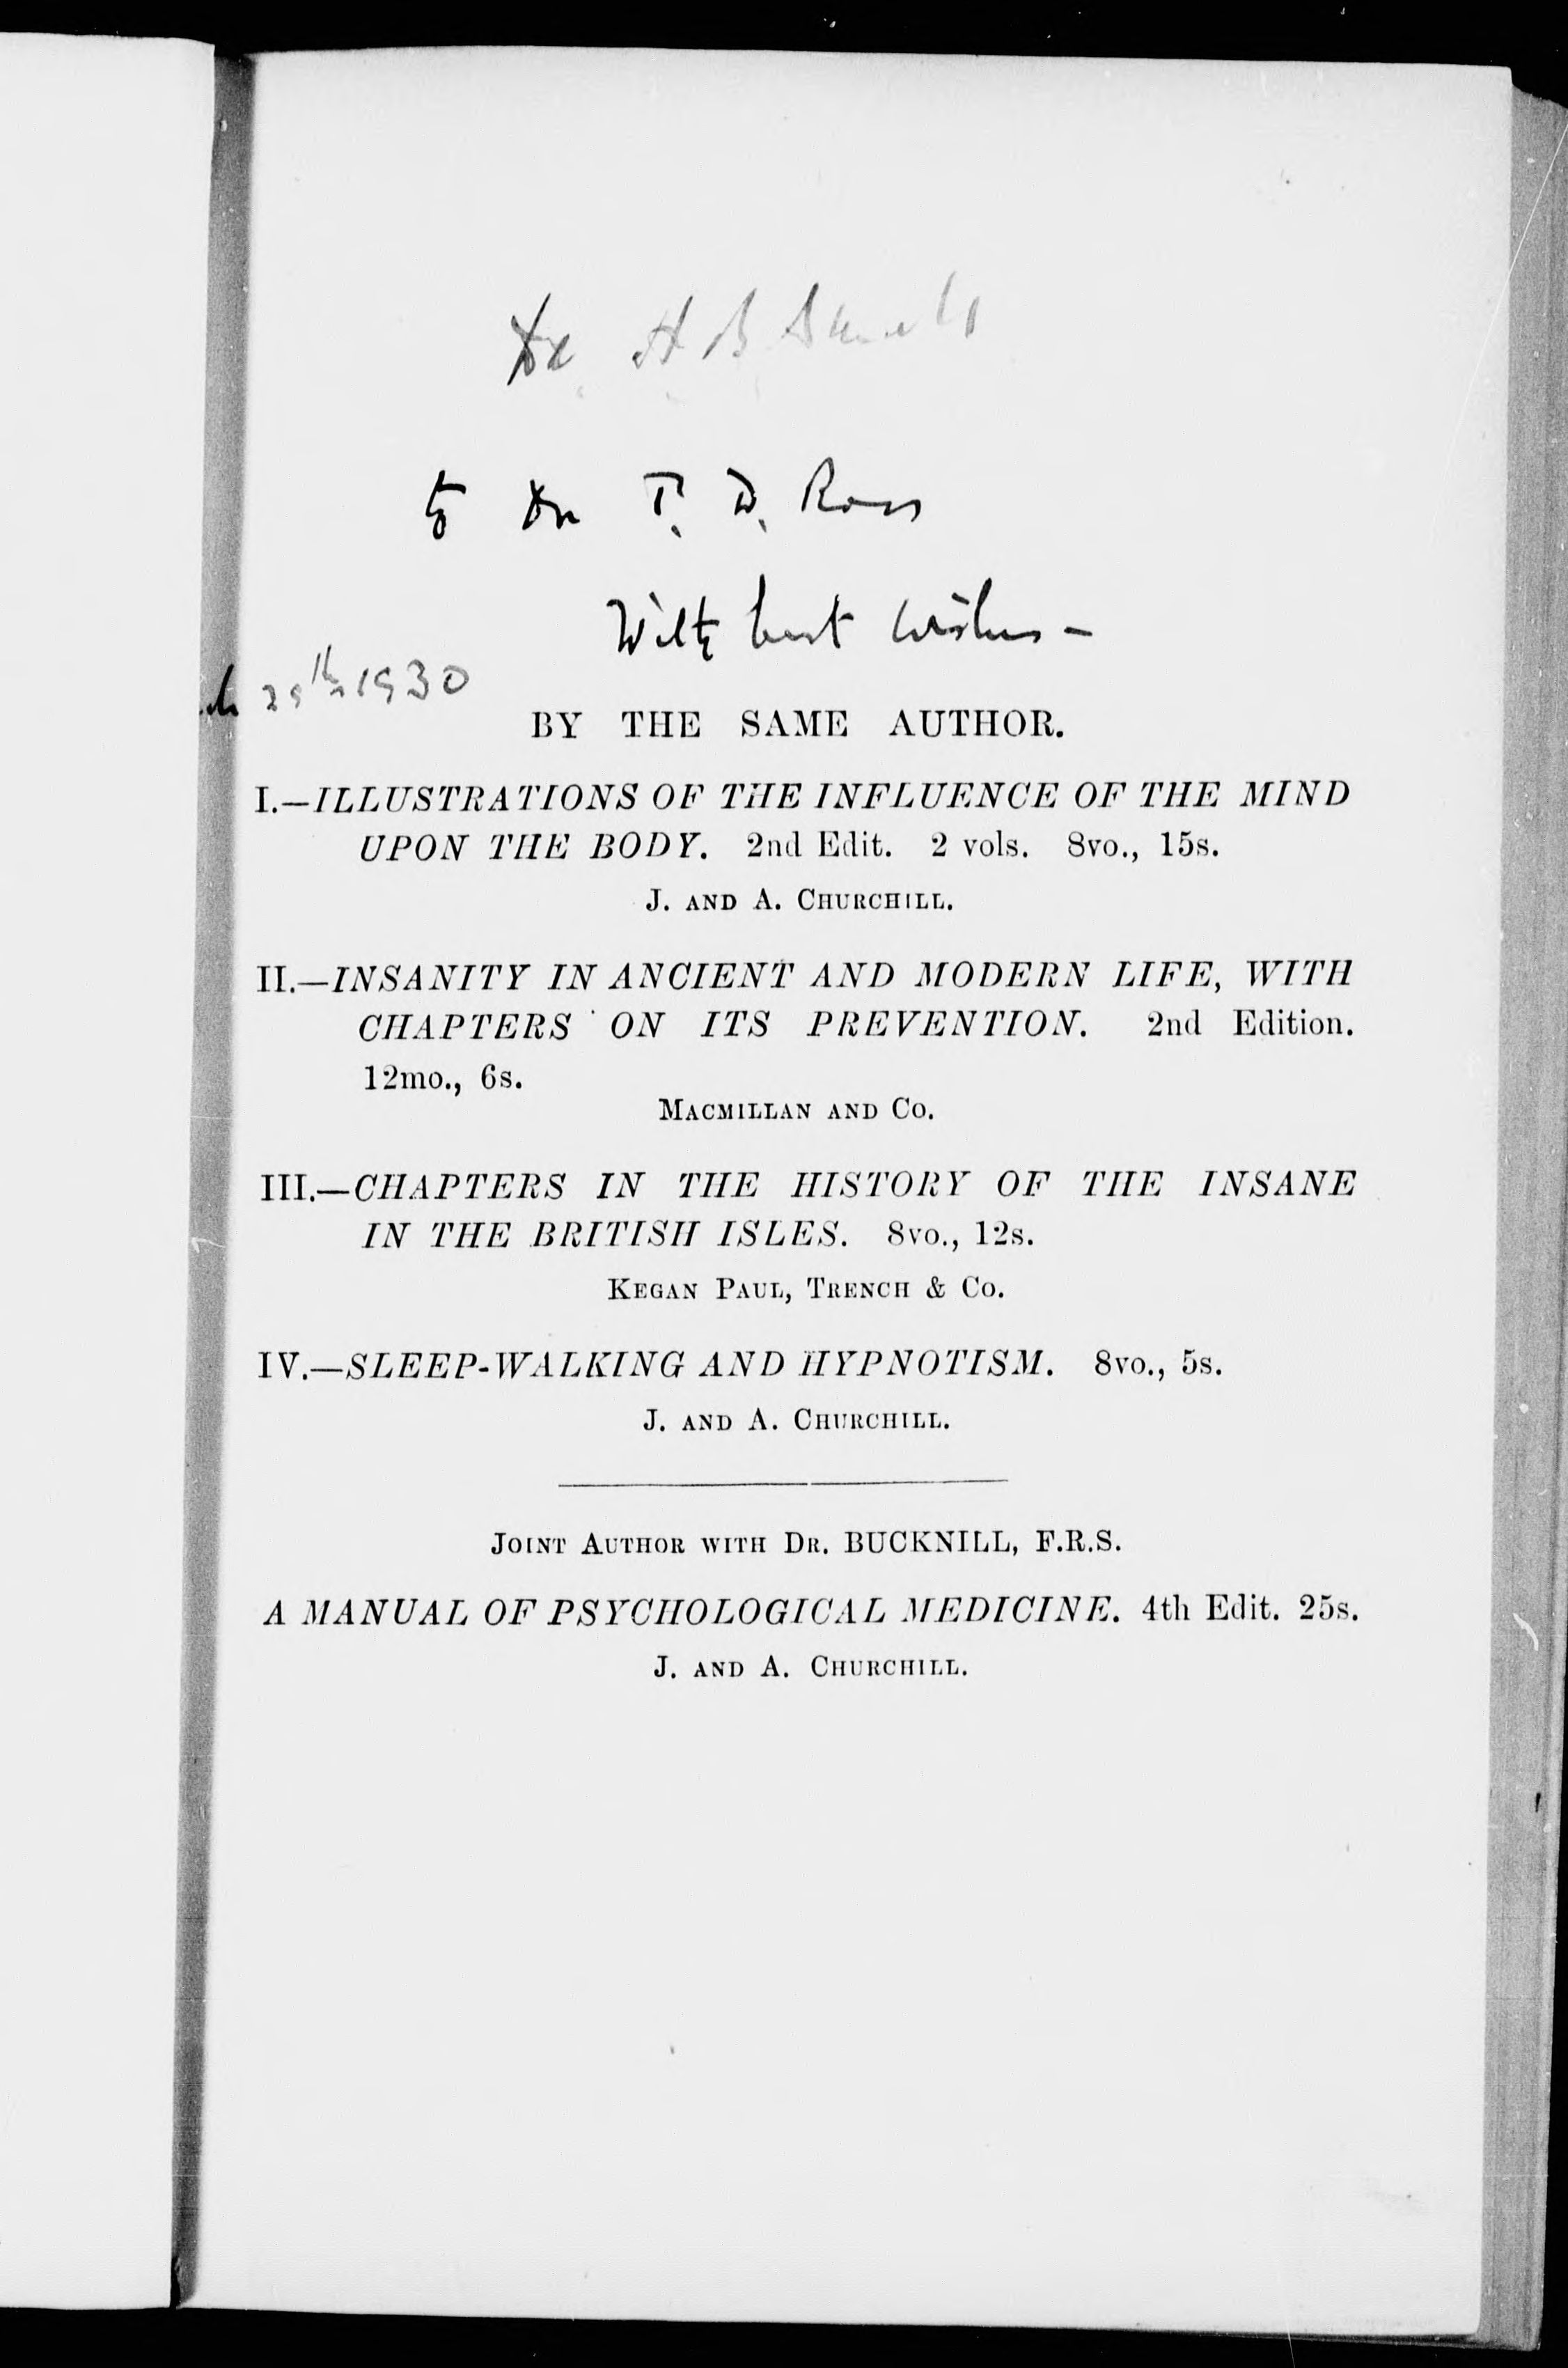 Dr H B
to Dr T. D. Ross
With best wishes -
29th 1930
BY THE SAME AUTHOR.
I.—ILLUSTRATIONS OF THE INFLUENCE OF THE MIND
UPON THE BODY. 2nd Edit. 2 vols. 8vo., 15s.
J. AND A. CHURCHILL.
II.—INSANITY IN ANCIENT AND MODERN LIFE, WITH
CHAPTERS ON ITS PREVENTION. 2nd Edition.
12mo., 6s.
MACMILLAN AND CO.
III.—CHAPTERS IN THE HISTORY OF THE INSANE
IN THE BRITISH ISLES. 8vo., 12s.
KEGAN PAUL, TRENCH & CO.
IV.—SLEEP-WALKING AND HYPNOTISM. 8vo., 5s.
J. AND A. CHURCHILL.
JOINT AUTHOR WITH DR. BUCKNILL, F.R.S.
A MANUAL OF PSYCHOLOGICAL MEDICINE. 4th Edit. 25s.
J. AND A. CHURCHILL.